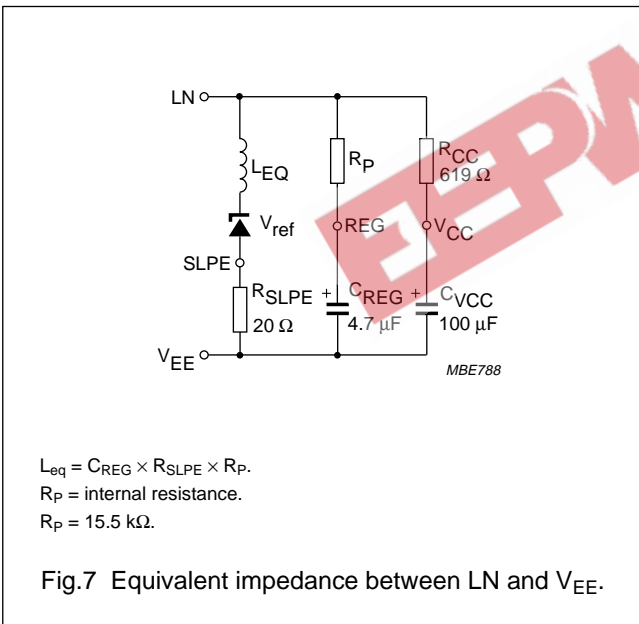 LN
L_EQ
R_P
R_CC
619 Ω
V_ref
REG
V_CC
SLPE
R_SLPE
20 Ω
+
C_REG
4.7 μF
+
C_VCC
100 μF
V_EE
MBE788
L_eq = C_REG × R_SLPE × R_P.
R_P = internal resistance.
R_P = 15.5 kΩ.
Fig.7 Equivalent impedance between LN and V_EE.
EEPW